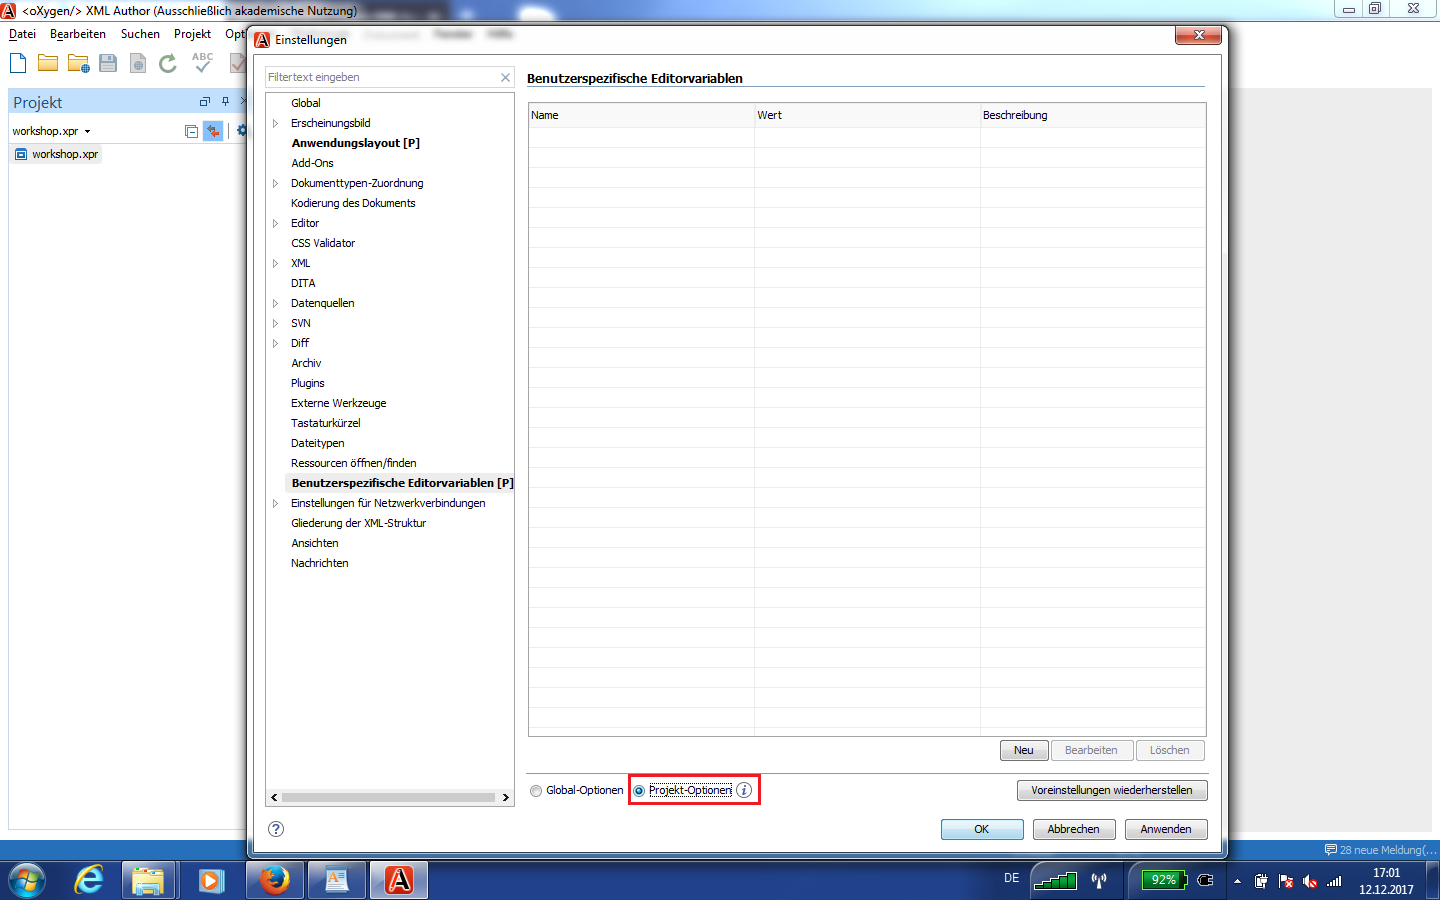 <oXygen/> XML Author (Ausschließlich akademische Nutzung)
Datei Bearbeiten Suchen Projekt Opt
Einstellungen
ABC
Projekt
workshop.xpr
workshop.xpr
Filtertext eingeben
Global
Erscheinungsbild
Anwendungslayout [P]
Add-Ons
Dokumenttypen-Zuordnung
Kodierung des Dokuments
Editor
CSS Validator
XML
DITA
Datenquellen
SVN
Diff
Archiv
Plugins
Externe Werkzeuge
Tastaturkürzel
Dateitypen
Ressourcen öffnen/finden
Benutzerspezifische Editorvariablen [P]
Einstellungen für Netzwerkverbindungen
Gliederung der XML-Struktur
Ansichten
Nachrichten
Benutzerspezifische Editorvariablen
Name Wert Beschreibung
Neu Bearbeiten Löschen
Global-Optionen Projekt-Optionen Voreinstellungen wiederherstellen
OK Abbrechen Anwenden
28 neue Meldung(...
DE
92%
17:01
12.12.2017